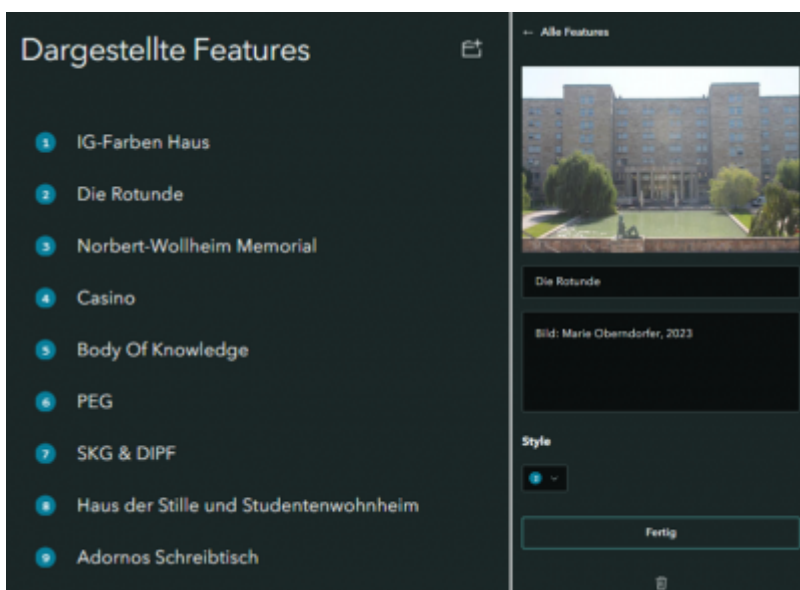 Dargestellte Features
1 IG-Farben Haus
2 Die Rotunde
3 Norbert-Wollheim Memorial
4 Casino
5 Body Of Knowledge
6 PEG
7 SKG & DIPF
8 Haus der Stille und Studentenwohnheim
9 Adornos Schreibtisch
← Alle Features
Die Rotunde
Bild: Marie Oberndorfer, 2023
Style
2
Fertig